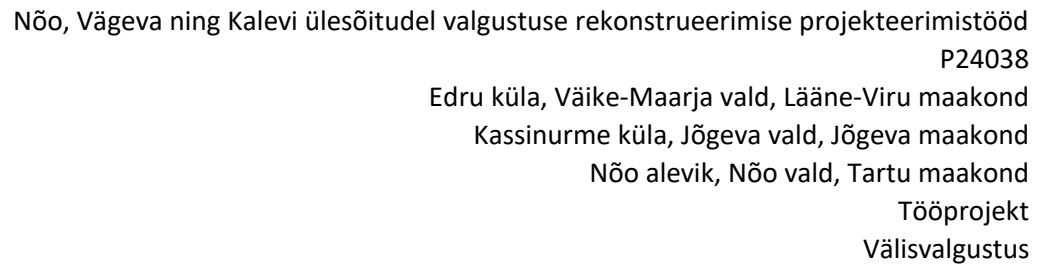 Nõo, Vägeva ning Kalevi ülesõitudel valgustuse rekonstrueerimise projekteerimistööd
P24038
Edru küla, Väike-Maarja vald, Lääne-Viru maakond
Kassinurme küla, Jõgeva vald, Jõgeva maakond
Nõo alevik, Nõo vald, Tartu maakond
Tööprojekt
Välisvalgustus